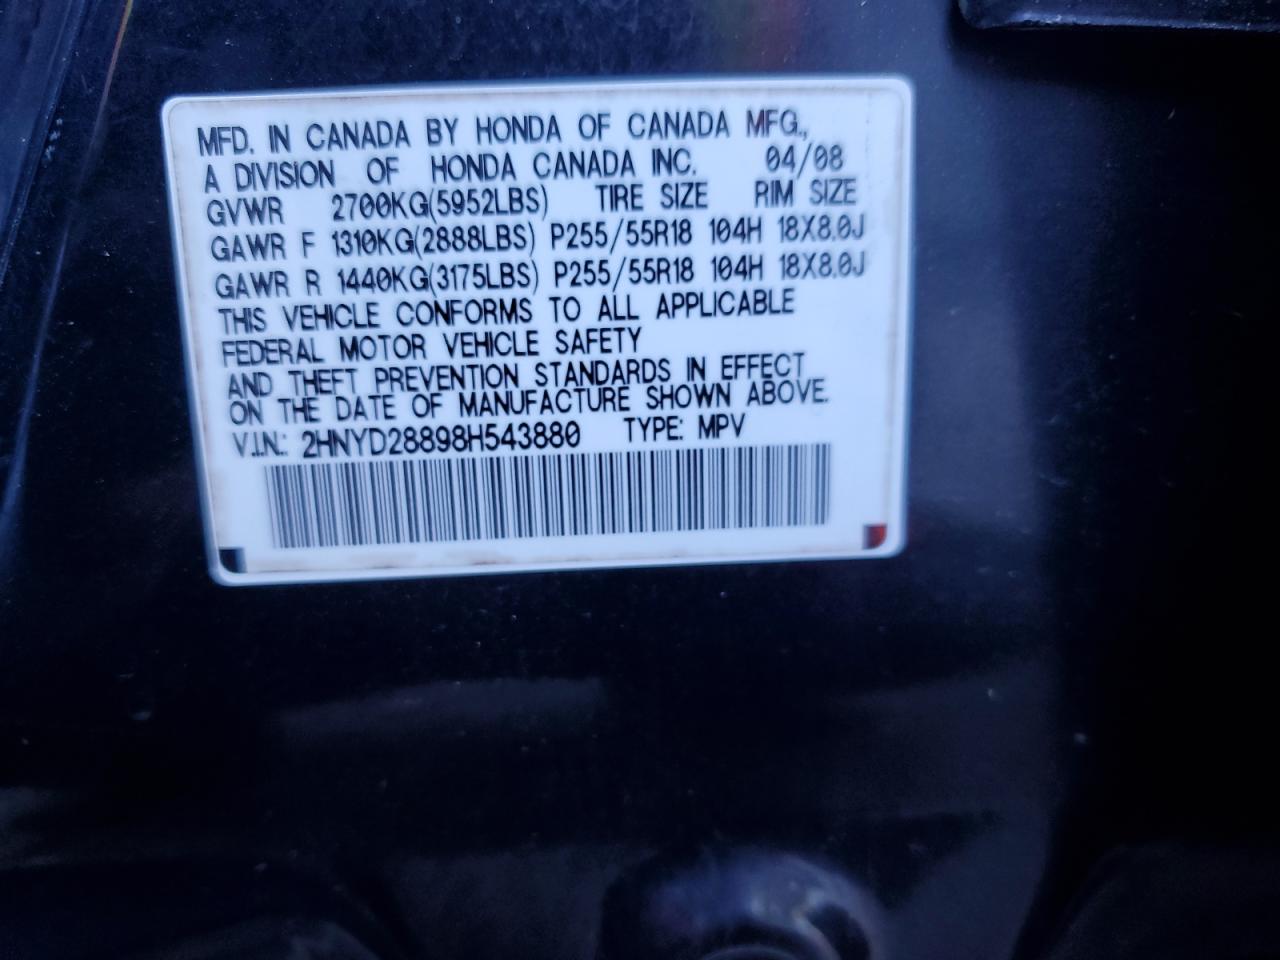 MFD. IN CANADA BY HONDA OF CANADA MFG.,
A DIVISION OF HONDA CANADA INC. 04/08
GVWR 2700KG(5952LBS) TIRE SIZE RIM SIZE
GAWR F 1310KG(2888LBS) P255/55R18 104H 18X8.0J
GAWR R 1440KG(3175LBS) P255/55R18 104H 18X8.0J
THIS VEHICLE CONFORMS TO ALL APPLICABLE
FEDERAL MOTOR VEHICLE SAFETY
AND THEFT PREVENTION STANDARDS IN EFFECT
ON THE DATE OF MANUFACTURE SHOWN ABOVE.
V.I.N.: 2HNYD28898H543880 TYPE: MPV